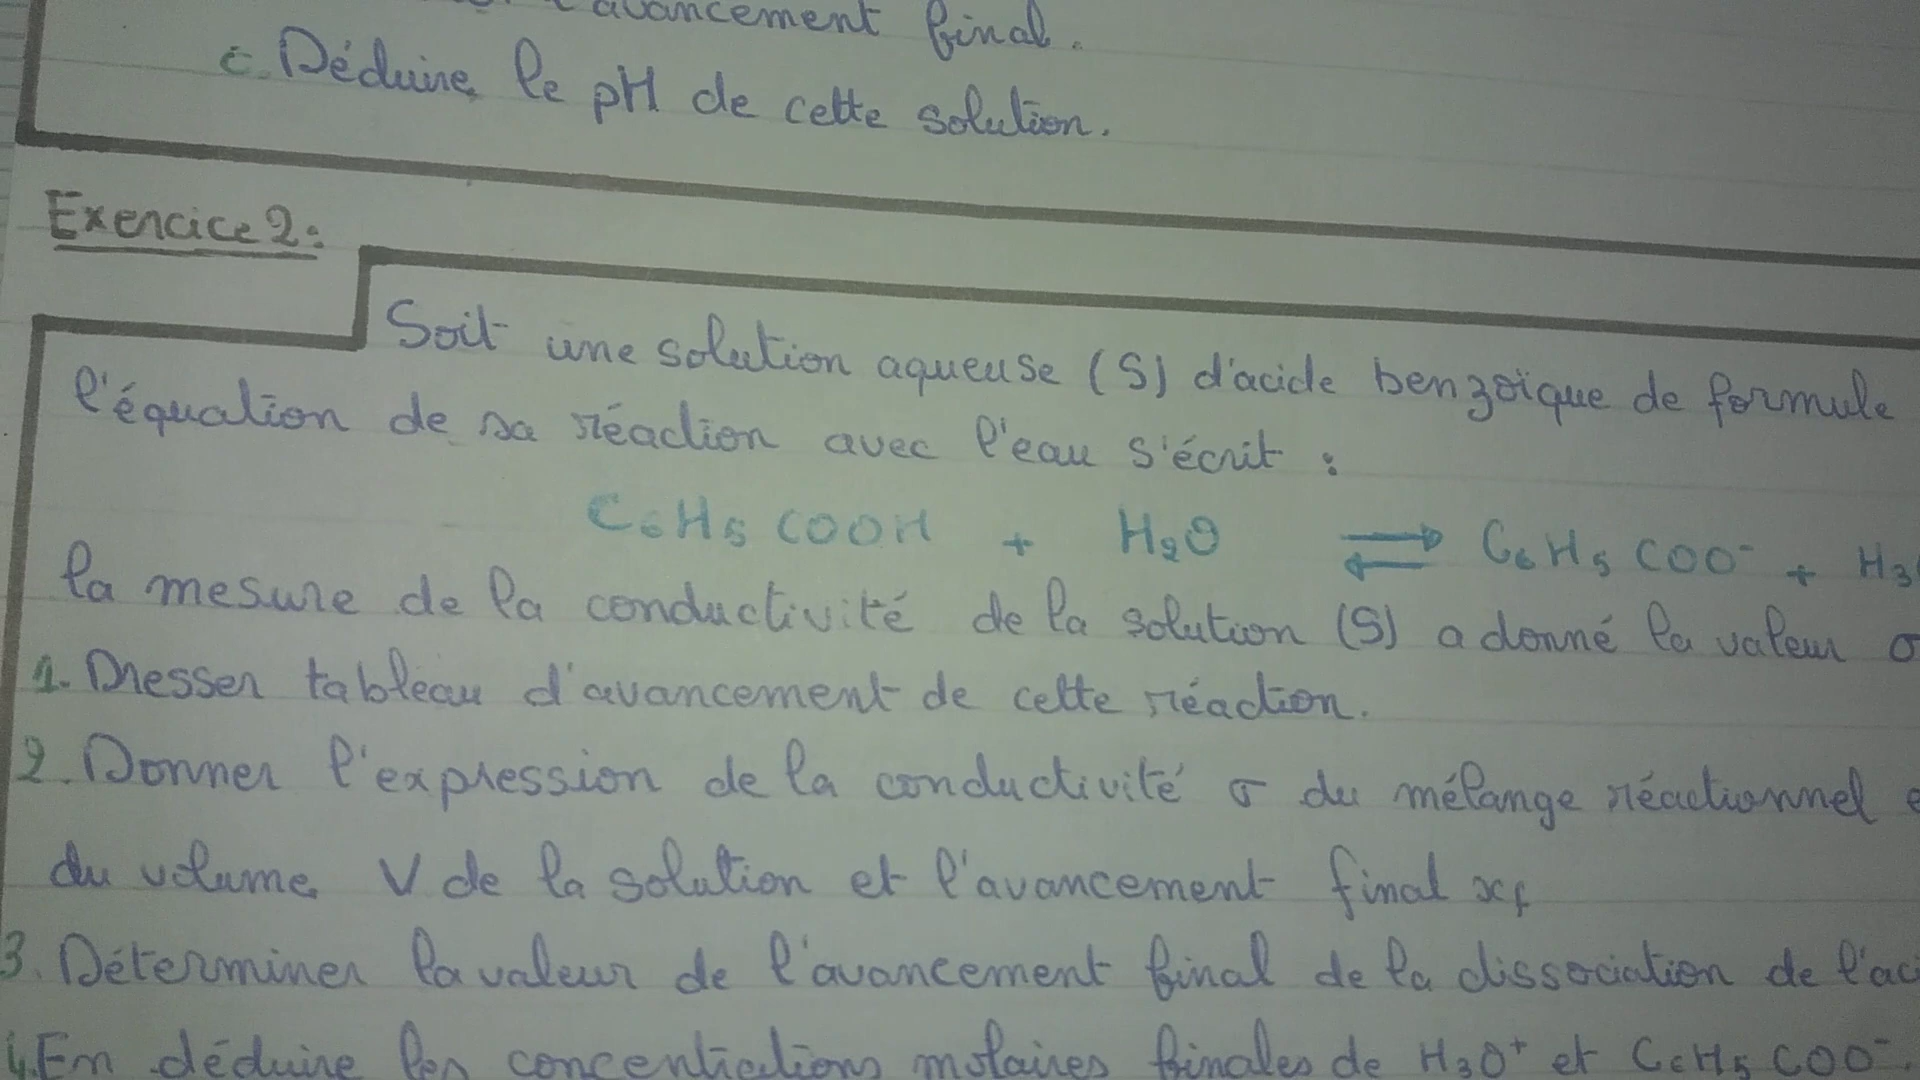 l'avancement final.
c. Déduire le pH de cette solution.
Exercice 2:
Soit une solution aqueuse (S) d'acide benzoïque de formule
l'équation de sa réaction avec l'eau s'écrit :
C6H5COOH + H2O ⇌ C6H5COO⁻ + H3
la mesure de la conductivité de la solution (S) a donné la valeur σ
1. Dresser tableau d'avancement de cette réaction.
2. Donner l'expression de la conductivité σ du mélange réactionnel
du volume V de la solution et l'avancement final xf
3. Déterminer la valeur de l'avancement final de la dissociation de l'aci
4. En déduire les concentrations molaires finales de H3O⁺ et C6H5COO⁻.